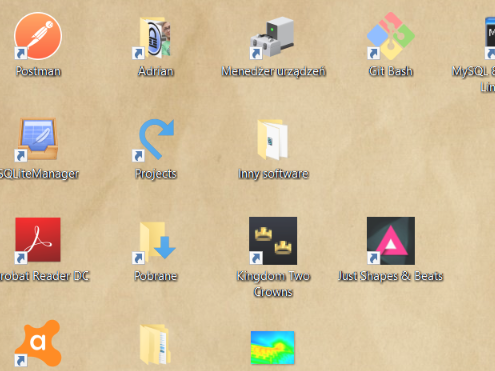 Postman
Adrian
Menedżer urządzeń
Git Bash
MySQL
SQLiteManager
Projects
Inny software
robat Reader DC
Pobrane
Kingdom Two
Crowns
Just Shapes & Beats